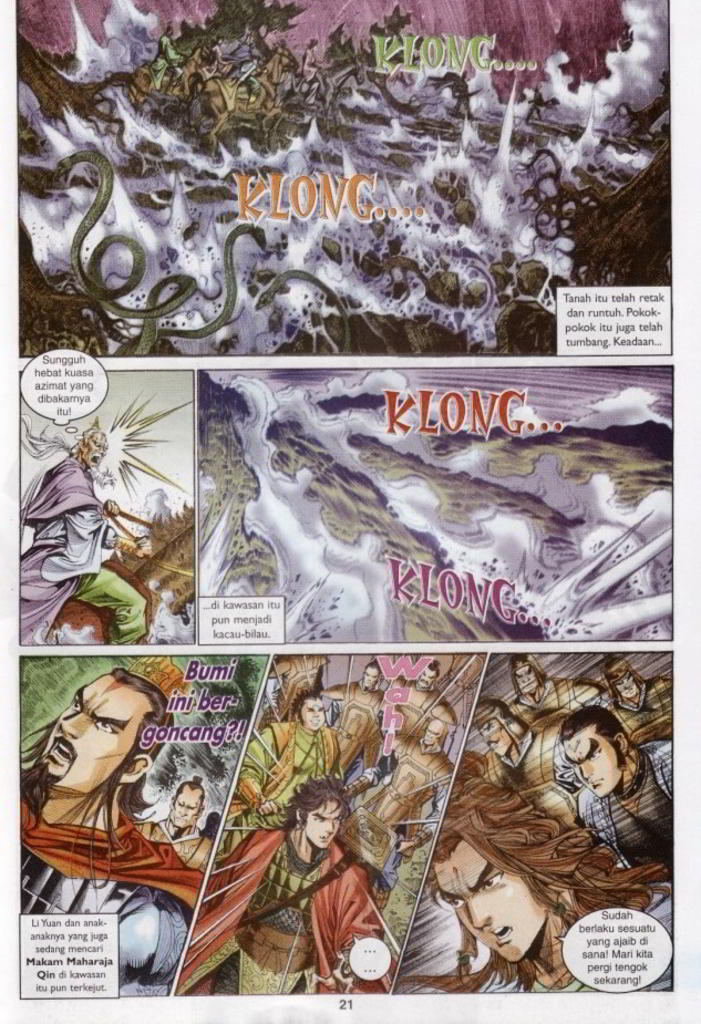 KLONG....
KLONG....
Tanah itu telah retak
dan runtuh. Pokok-
pokok itu juga telah
tumbang. Keadaan...
Sungguh
hebat kuasa
azimat yang
dibakarnya
itu!
KLONG...
KLONG...
...di kawasan itu
pun menjadi
kacau-bilau.
Bumi
ini ber-
goncang?!
Li Yuan dan anak-
anaknya yang juga
sedang mencari
Makam Maharaja
Qin di kawasan
itu pun terkejut.
Wah!
...
...
Sudah
berlaku sesuatu
yang ajaib di
sana! Mari kita
pergi tengok
sekarang!
21